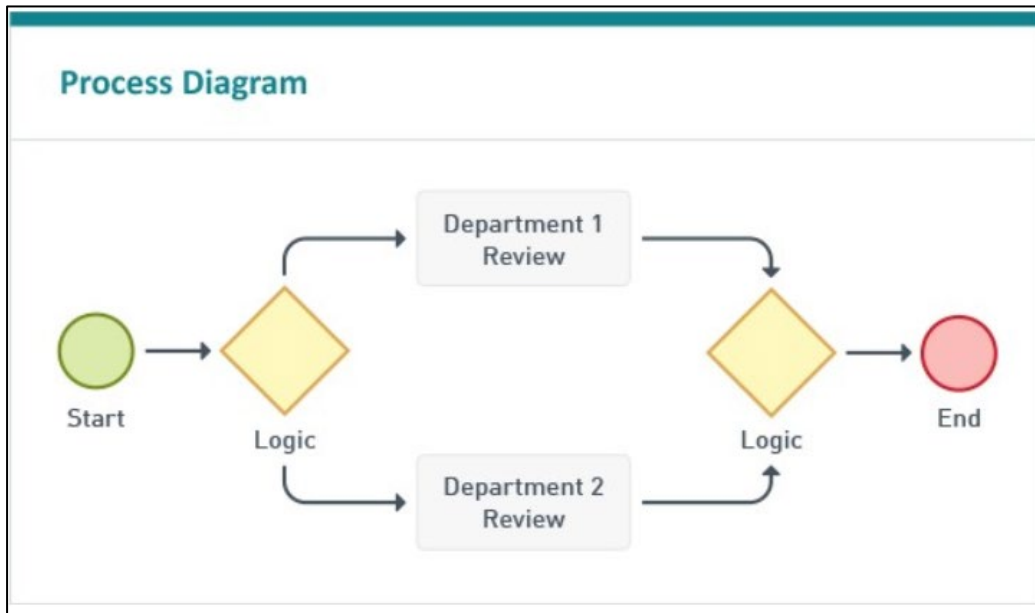 Process Diagram
Department 1
Review
Start
Logic
Logic
End
Department 2
Review